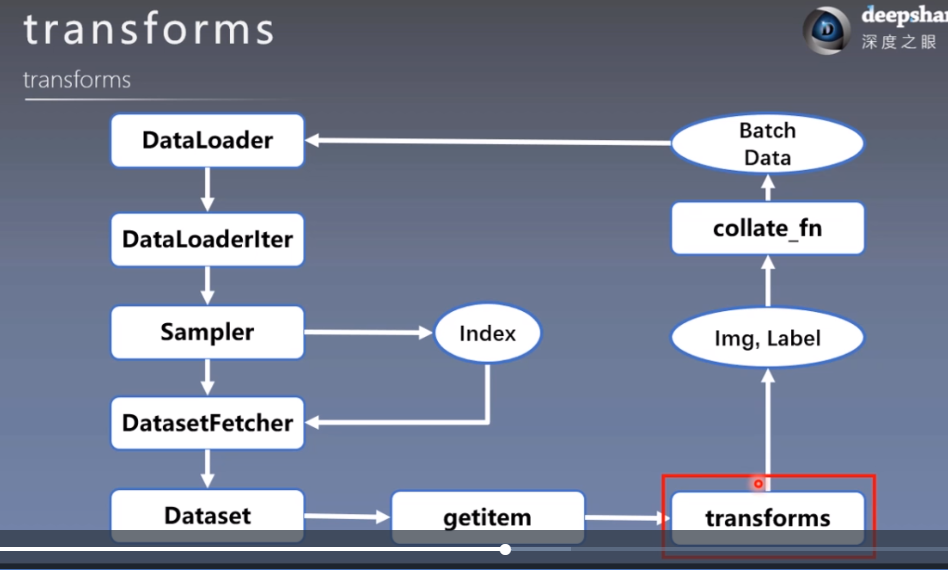 transforms
deepshar
深度之眼
transforms
DataLoader
Batch
Data
DataLoaderIter
collate_fn
Sampler
Index
Img, Label
DatasetFetcher
Dataset
getitem
transforms